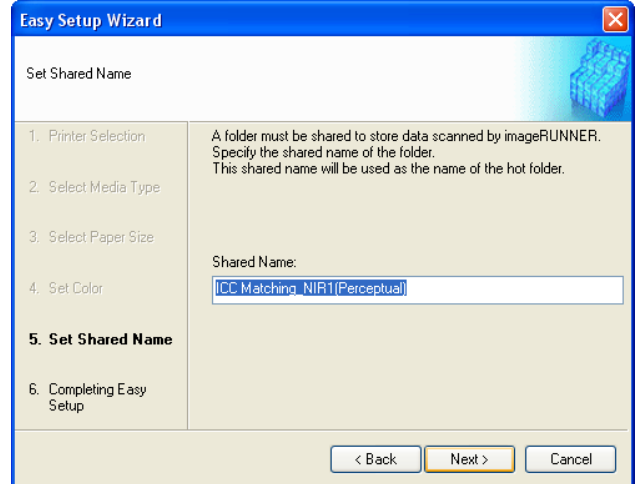 Easy Setup Wizard
Set Shared Name
1. Printer Selection
2. Select Media Type
3. Select Paper Size
4. Set Color
5. Set Shared Name
6. Completing Easy
Setup
A folder must be shared to store data scanned by imageRUNNER.
Specify the shared name of the folder.
This shared name will be used as the name of the hot folder.
Shared Name:
ICC Matching_NIR1(Perceptual)
< Back
Next >
Cancel